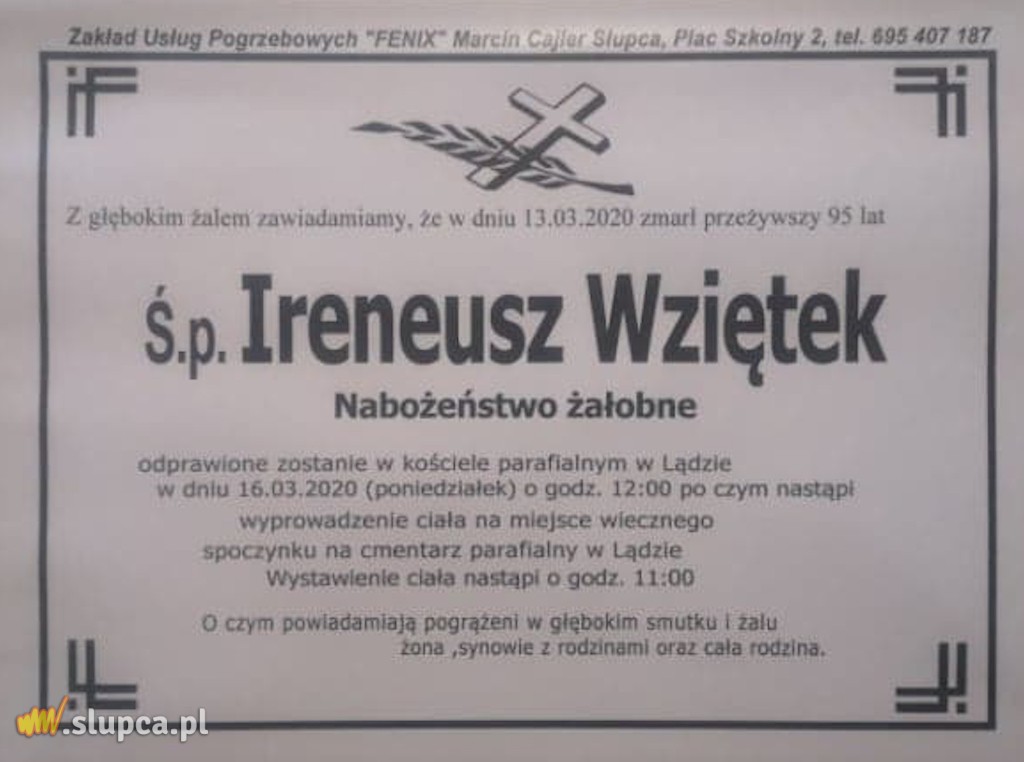 Zakład Usług Pogrzebowych "FENIX" Marcin Cajler Słupca, Plac Szkolny 2, tel. 695 407 187
Z głębokim żalem zawiadamiamy, że w dniu 13.03.2020 zmarł przeżywszy 95 lat
Ś.p. Ireneusz Wziętek
Nabożeństwo żałobne
odprawione zostanie w kościele parafialnym w Lądzie
w dniu 16.03.2020 (poniedziałek) o godz. 12:00 po czym nastąpi
wyprowadzenie ciała na miejsce wiecznego
spoczynku na cmentarz parafialny w Lądzie
Wystawienie ciała nastąpi o godz. 11:00
O czym powiadamiają pogrążeni w głębokim smutku i żalu
żona ,synowie z rodzinami oraz cała rodzina.
.slupca.pl